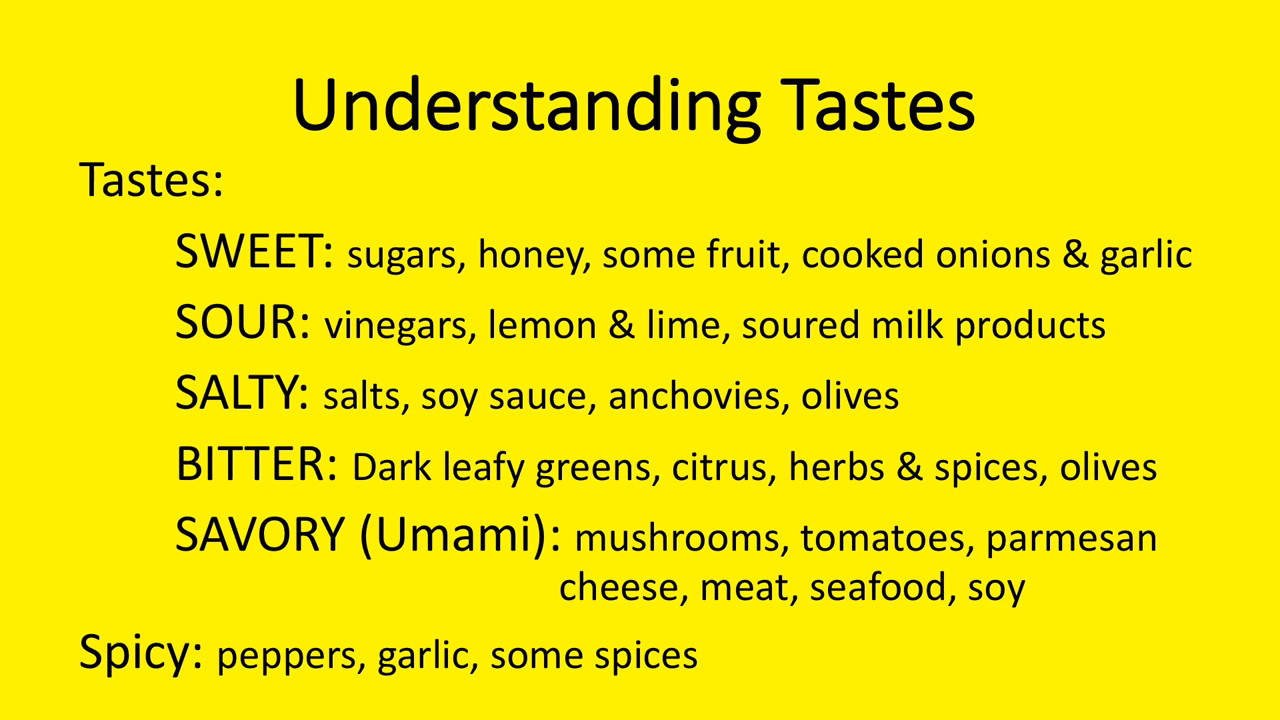 Understanding Tastes
Tastes:
SWEET: sugars, honey, some fruit, cooked onions & garlic
SOUR: vinegars, lemon & lime, soured milk products
SALTY: salts, soy sauce, anchovies, olives
BITTER: Dark leafy greens, citrus, herbs & spices, olives
SAVORY (Umami): mushrooms, tomatoes, parmesan
cheese, meat, seafood, soy
Spicy: peppers, garlic, some spices